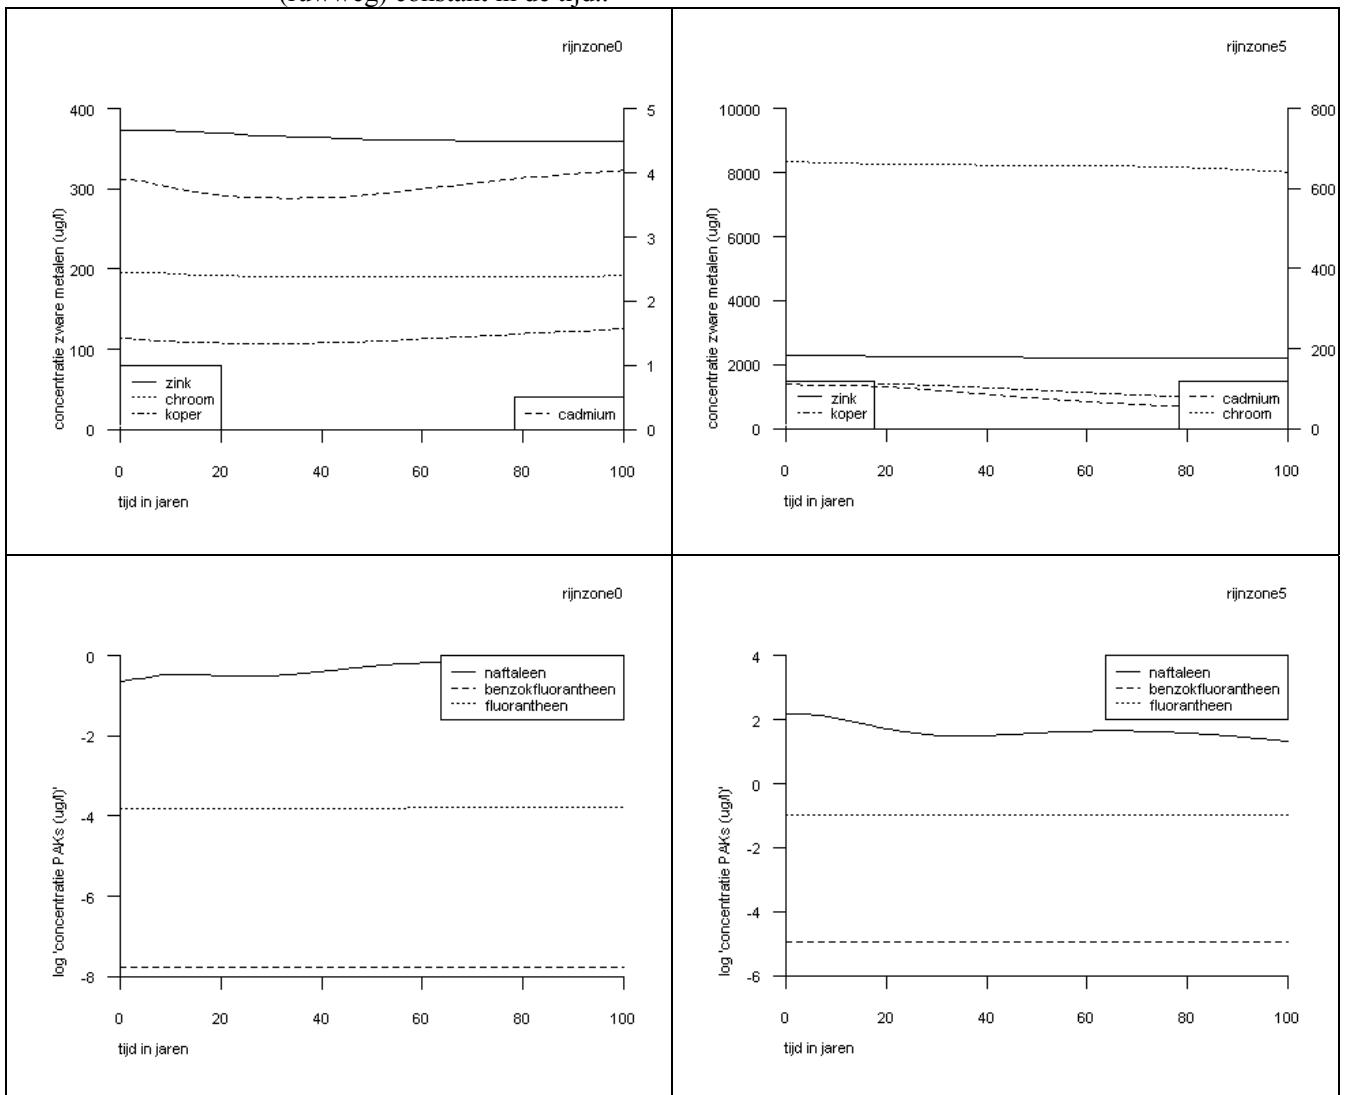 (ruwweg) constant in de tijd..
rijnzone0
400
300
200
100
0
5
4
3
2
1
0
concentratie zware metalen (ug/l)
zink
chroom
koper
cadmium
0 20 40 60 80 100
tijd in jaren
rijnzone5
10000
8000
6000
4000
2000
0
800
600
400
200
0
concentratie zware metalen (ug/l)
zink
koper
cadmium
chroom
0 20 40 60 80 100
tijd in jaren
rijnzone0
0
-2
-4
-6
-8
log 'concentratie PAKs (ug/l)'
naftaleen
benzokfluorantheen
fluorantheen
0 20 40 60 80 100
tijd in jaren
rijnzone5
4
2
0
-2
-4
-6
log 'concentratie PAKs (ug/l)'
naftaleen
benzokfluorantheen
fluorantheen
0 20 40 60 80 100
tijd in jaren